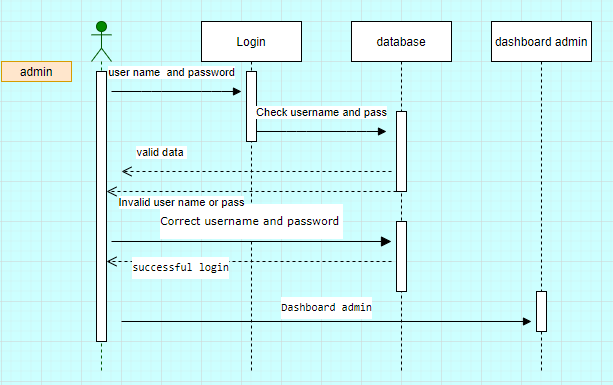 Login
database
dashboard admin
admin
user name and password
Check username and pass
valid data
Invalid user name or pass
Correct username and password
successful login
Dashboard admin